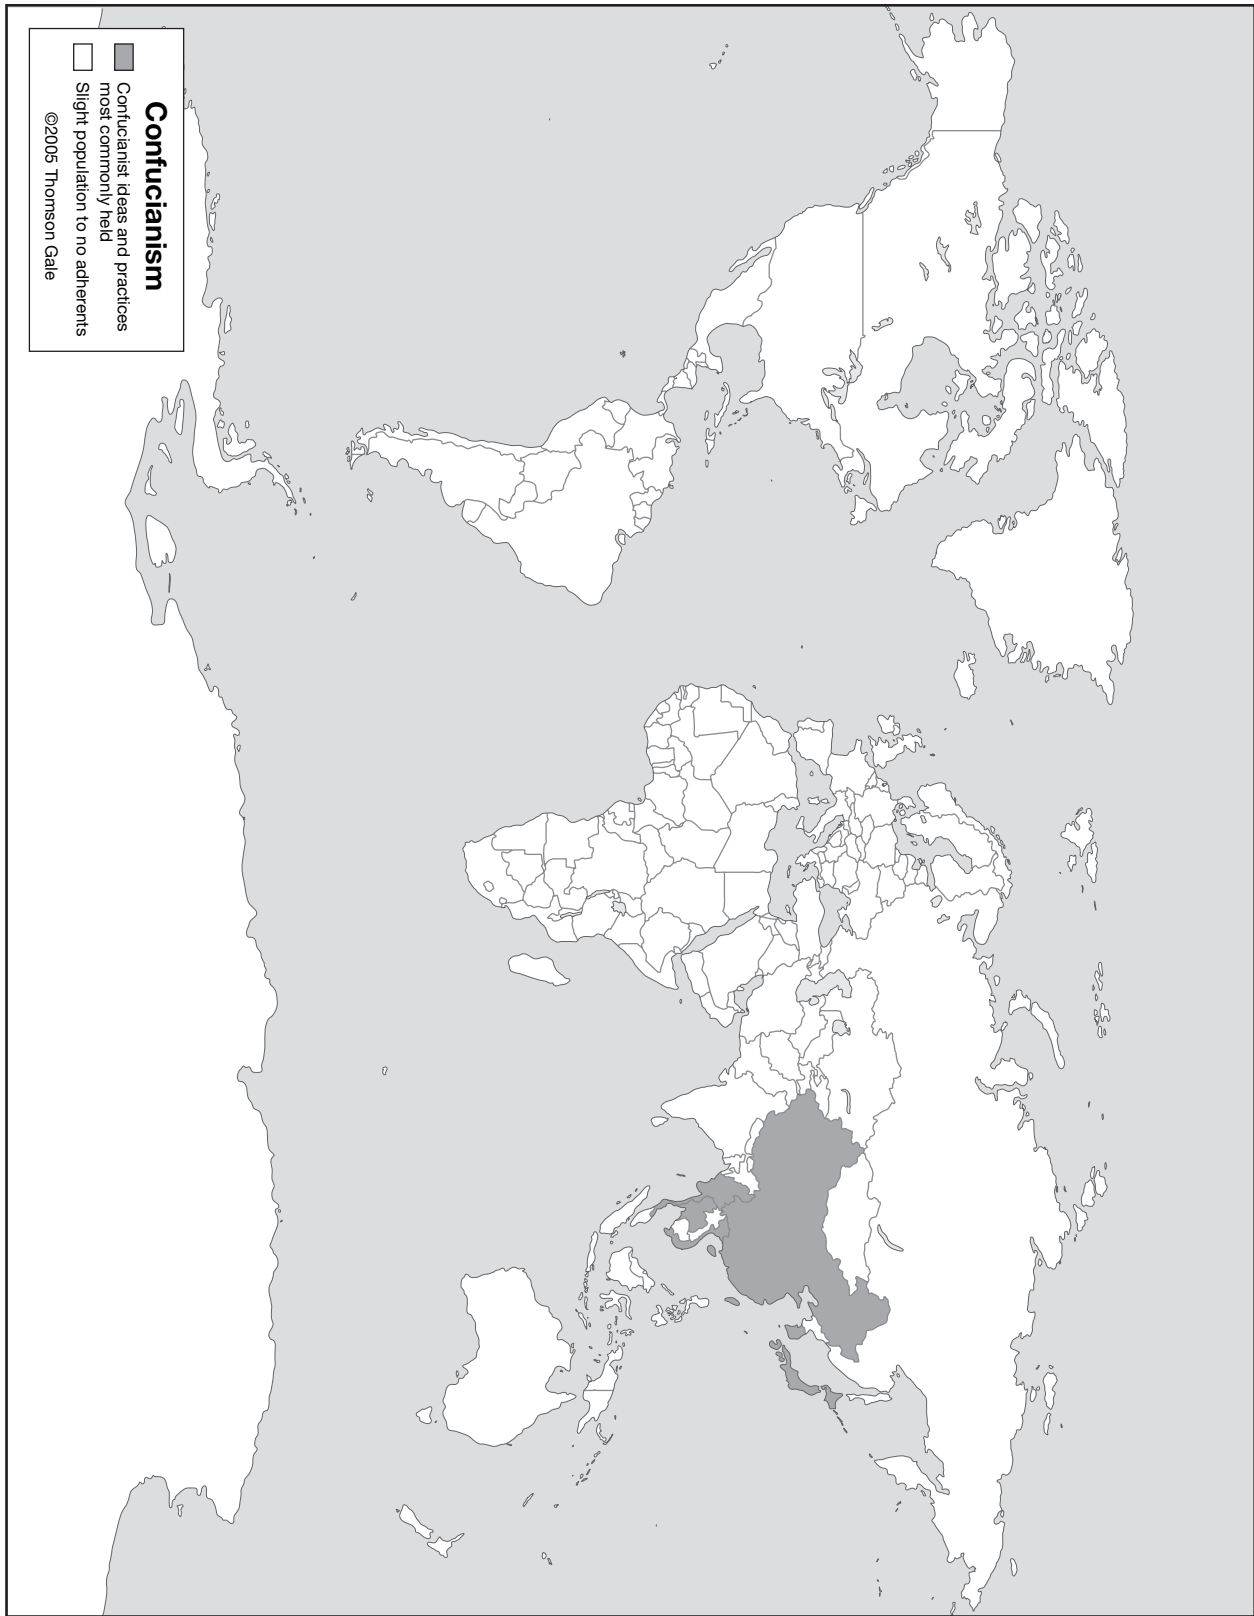 Confucianism
Confucianist ideas and practices
most commonly held
Slight population to no adherents
©2005 Thomson Gale